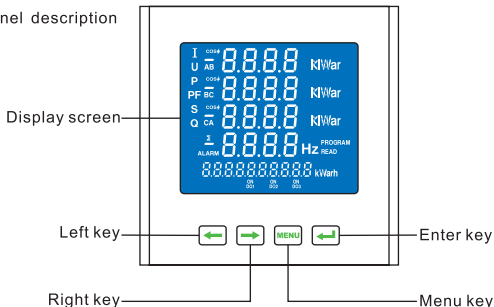 nel description
I COSϕ 8.8.8.8 KWar
U AB
P COSϕ 8.8.8.8 KWar
PF BC
S COSϕ 8.8.8.8 KWar
Q CA
Σ 8.8.8.8 Hz PROGRAM
ALARM READ
8.8.8.8.8.8.8.8.8 kWarh
ON ON ON
DO1 DO2 DO3
Display screen
Left key
MENU
Enter key
Right key
Menu key